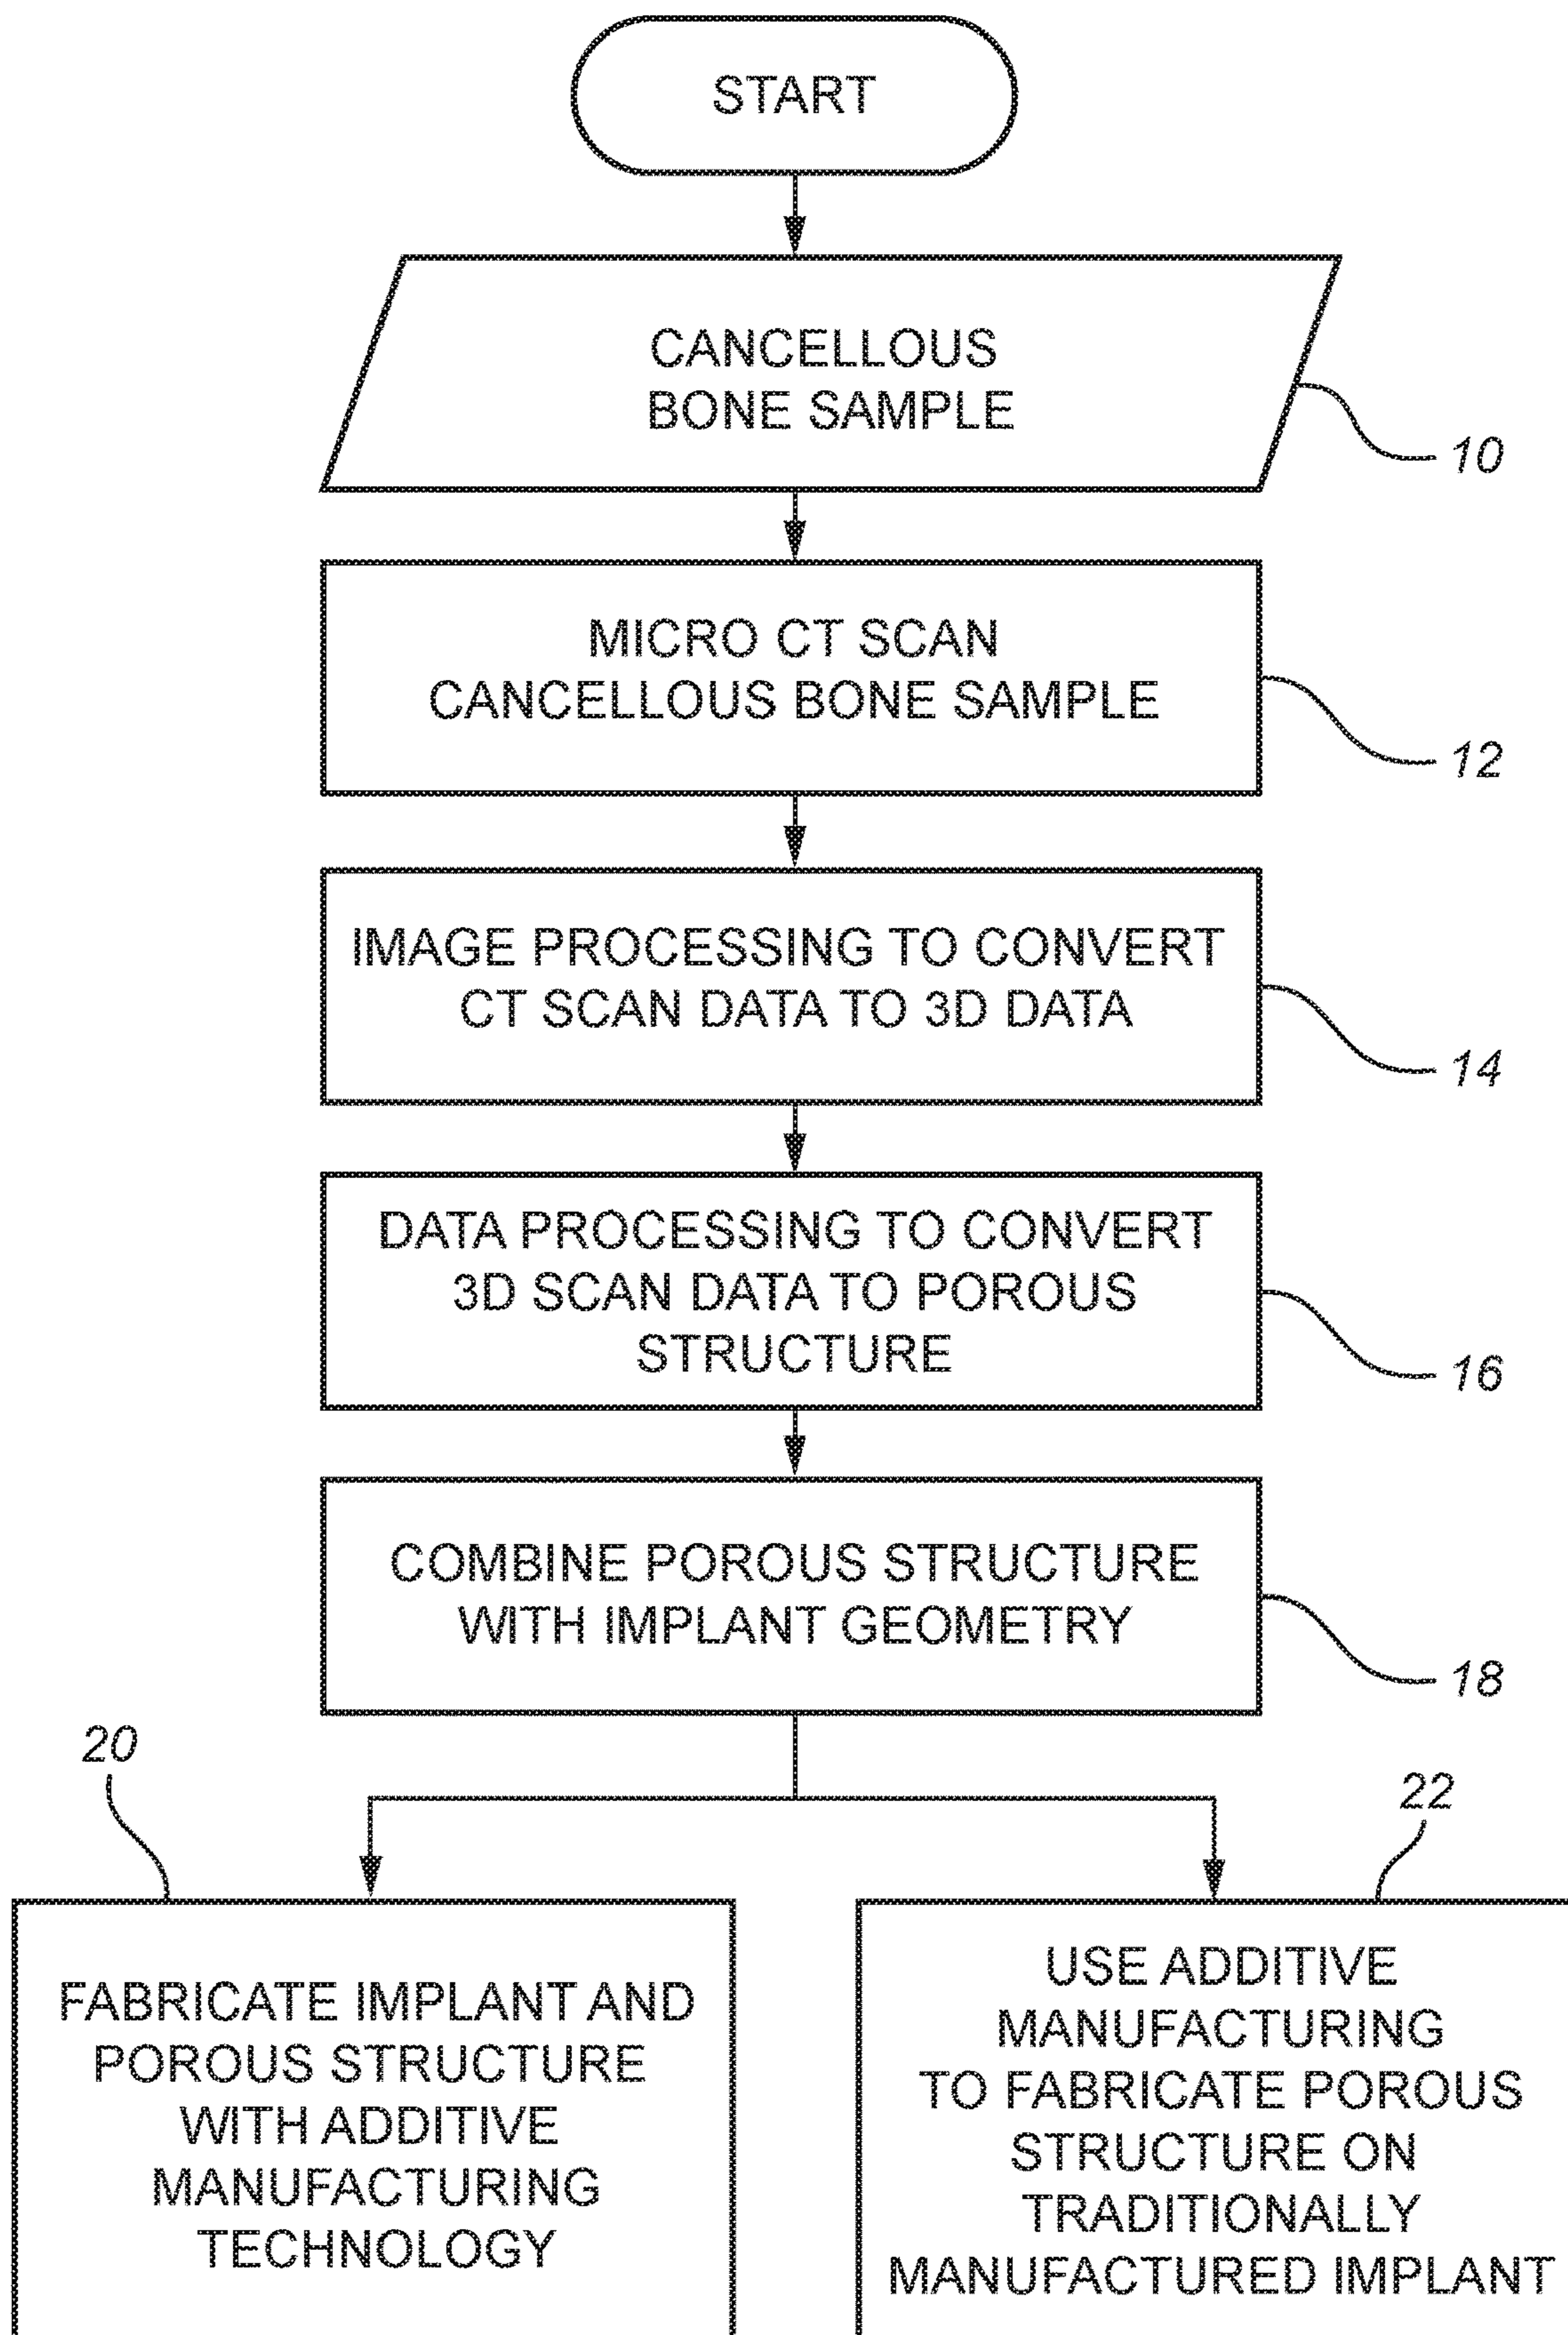 START
CANCELLOUS
BONE SAMPLE
10
MICRO CT SCAN
CANCELLOUS BONE SAMPLE
12
IMAGE PROCESSING TO CONVERT
CT SCAN DATA TO 3D DATA
14
DATA PROCESSING TO CONVERT
3D SCAN DATA TO POROUS
STRUCTURE
16
COMBINE POROUS STRUCTURE
WITH IMPLANT GEOMETRY
18
20
FABRICATE IMPLANT AND
POROUS STRUCTURE
WITH ADDITIVE
MANUFACTURING
TECHNOLOGY
22
USE ADDITIVE
MANUFACTURING
TO FABRICATE POROUS
STRUCTURE ON
TRADITIONALLY
MANUFACTURED IMPLANT